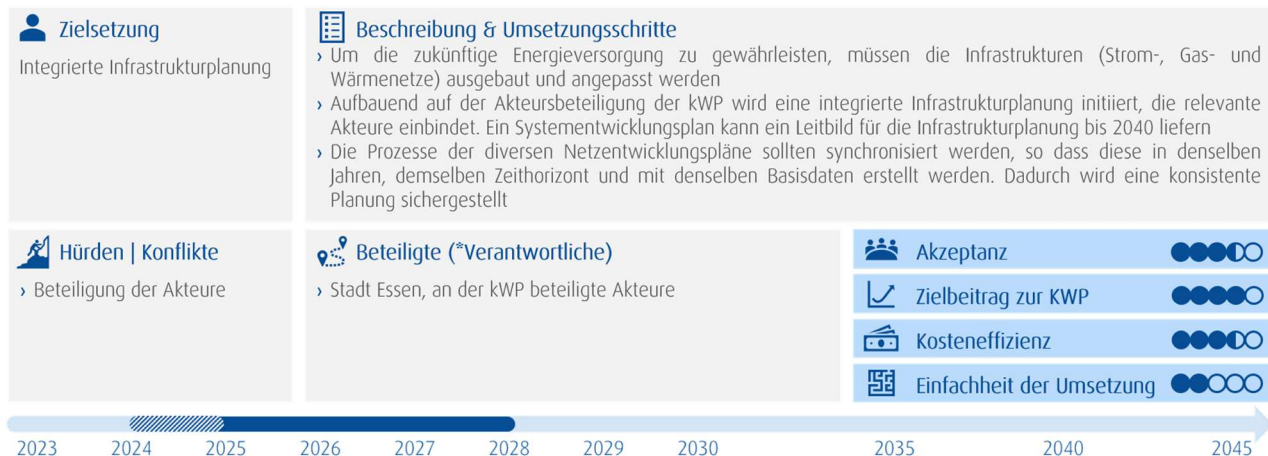 Zielsetzung
Integrierte Infrastrukturplanung
Beschreibung & Umsetzungsschritte
› Um die zukünftige Energieversorgung zu gewährleisten, müssen die Infrastrukturen (Strom-, Gas- und
Wärmenetze) ausgebaut und angepasst werden
› Aufbauend auf der Akteursbeteiligung der kWP wird eine integrierte Infrastrukturplanung initiiert, die relevante
Akteure einbindet. Ein Systementwicklungsplan kann ein Leitbild für die Infrastrukturplanung bis 2040 liefern
› Die Prozesse der diversen Netzentwicklungspläne sollten synchronisiert werden, so dass diese in denselben
Jahren, demselben Zeithorizont und mit denselben Basisdaten erstellt werden. Dadurch wird eine konsistente
Planung sichergestellt
Hürden | Konflikte
› Beteiligung der Akteure
Beteiligte (*Verantwortliche)
› Stadt Essen, an der kWP beteiligte Akteure
Akzeptanz
Zielbeitrag zur KWP
Kosteneffizienz
Einfachheit der Umsetzung
2023 2024 2025 2026 2027 2028 2029 2030 2035 2040 2045